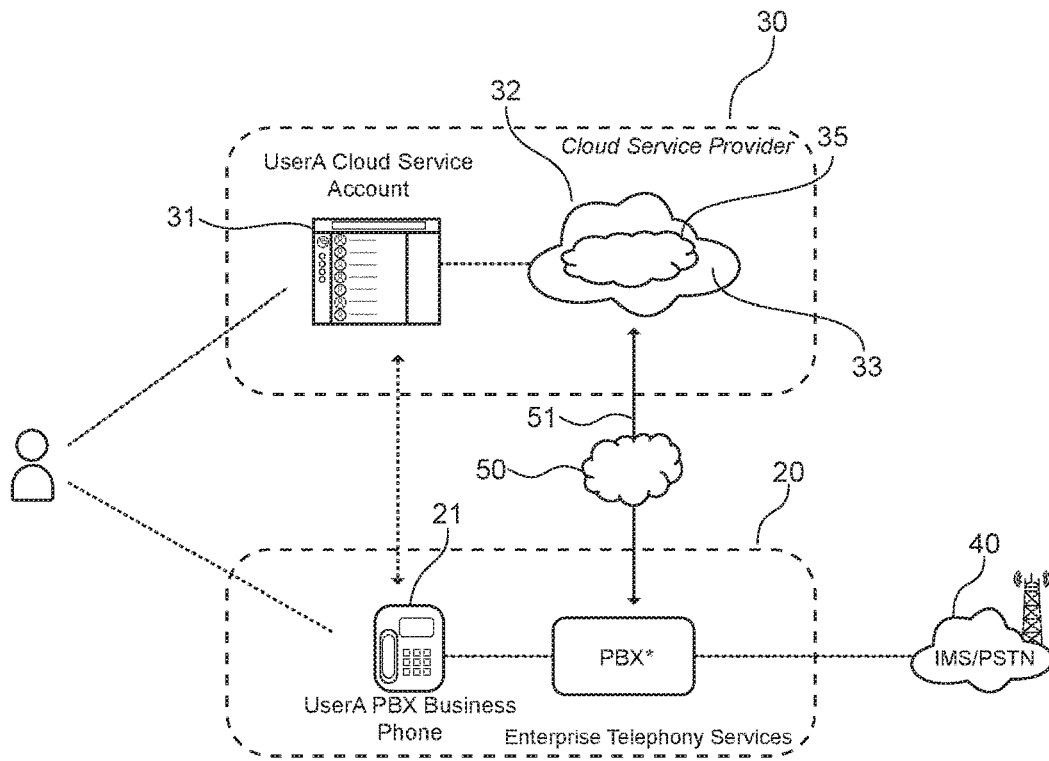 30
32
Cloud Service Provider
35
UserA Cloud Service
Account
31
33
51
50
20
21
40
PBX*
IMS/PSTN
UserA PBX Business
Phone
Enterprise Telephony Services